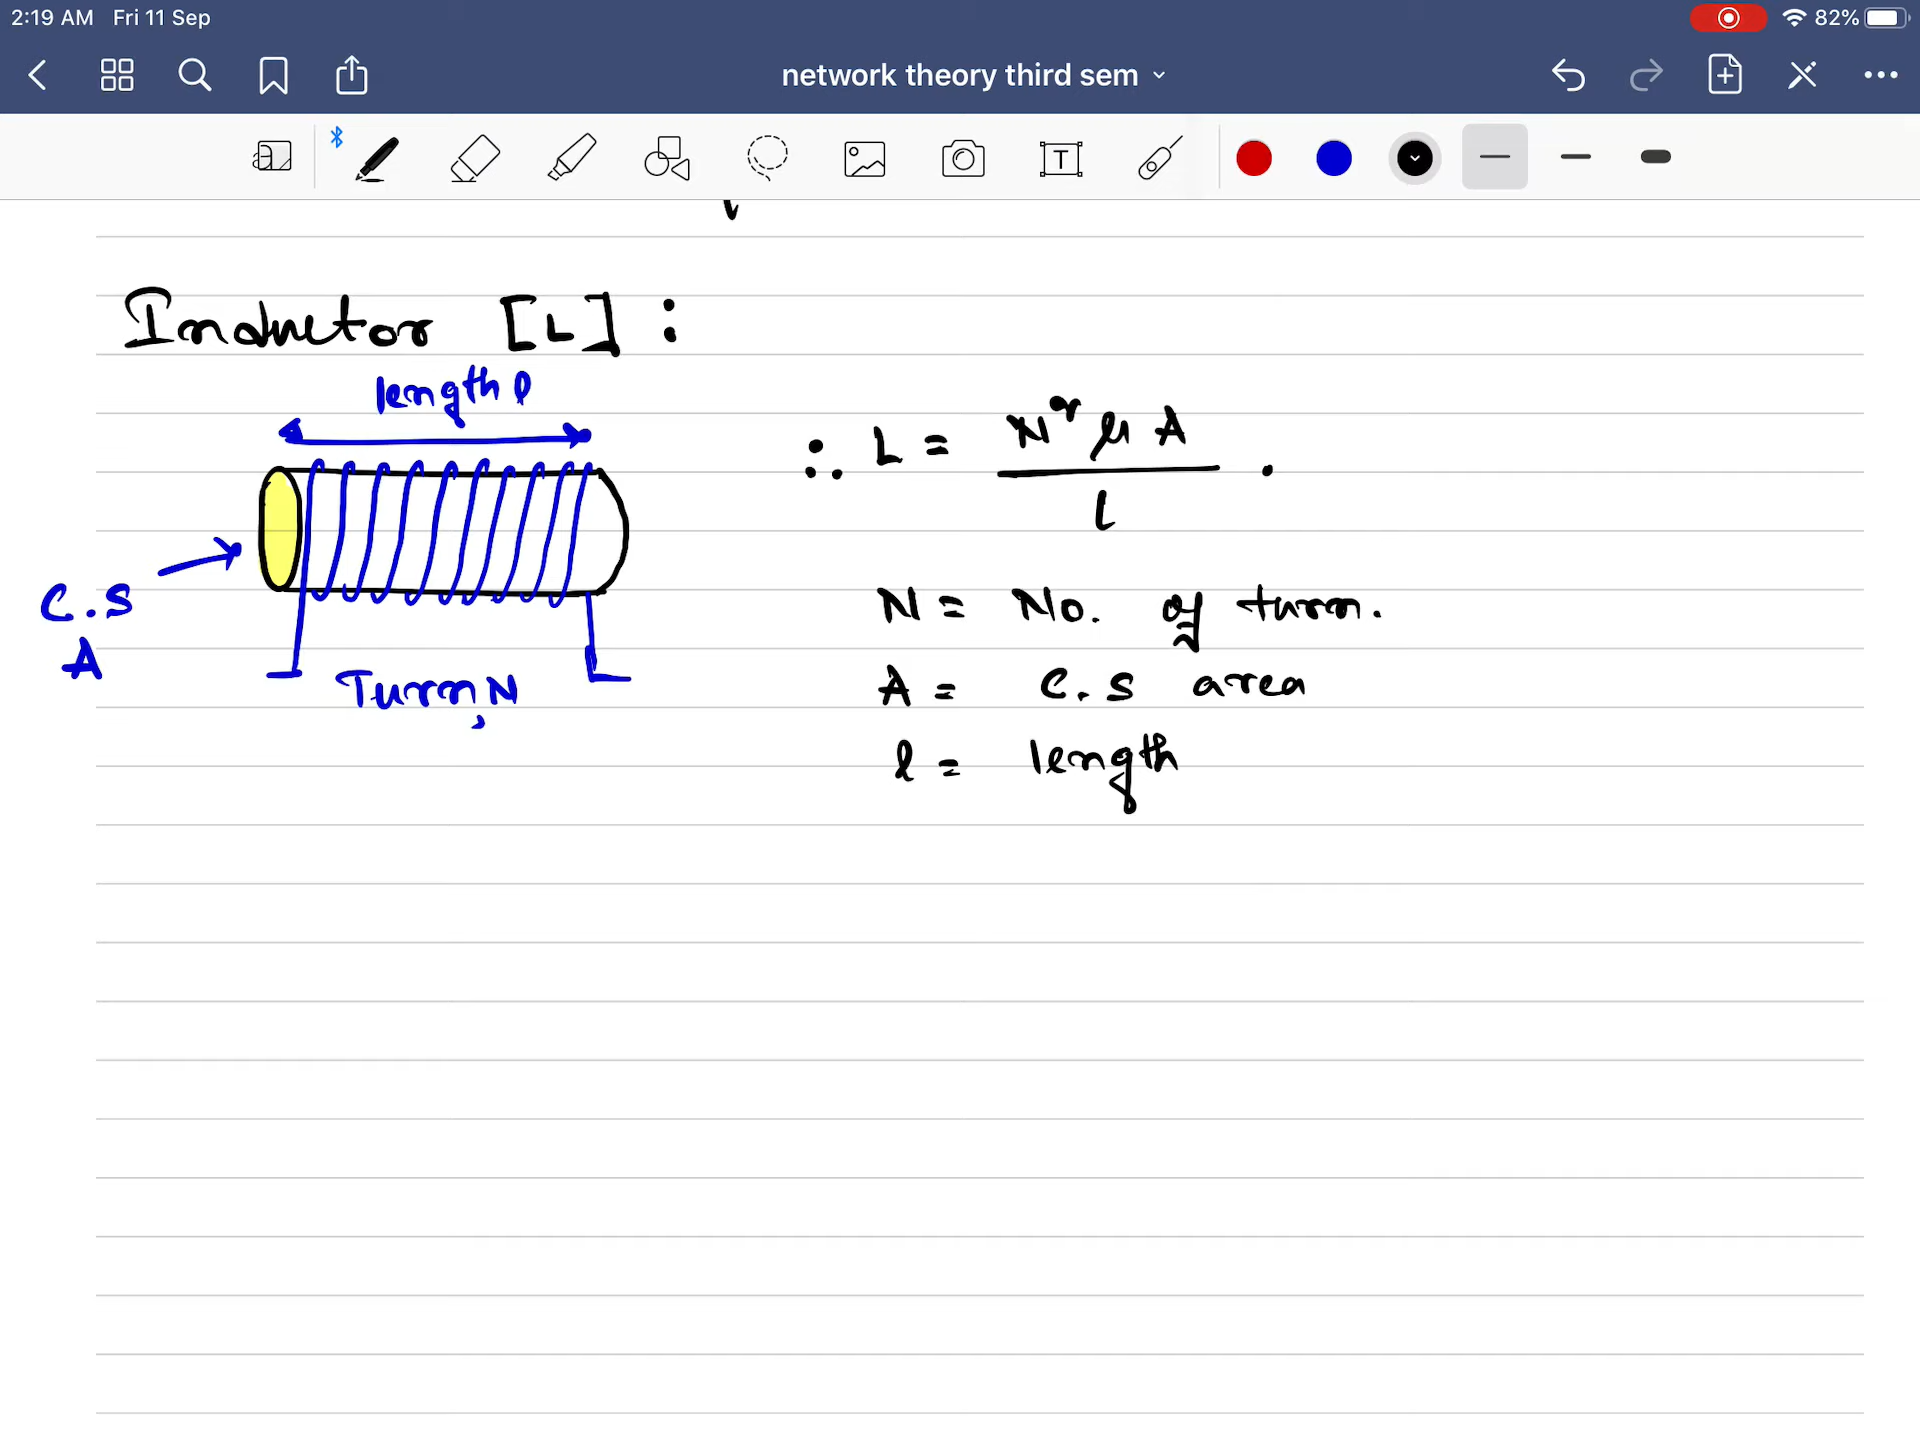 2:19 AM Fri 11 Sep 82%
network theory third sem
T
Inductor [L] :
length l
∴ L = N² μ A / l .
C.S
A
Turn, N
N = No. of turn.
A = C.S area
l = length